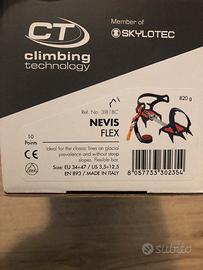 CT
climbing
technology
Member of
SKYLOTEC
Ref. No. 3I818C
NEVIS
FLEX
820 g
10
Points
CE
Ideal for the classic lines on glacial
prevalence and without steep
slopes. Flexible bar.
Size: EU 34÷47 / US 3,5÷12,5
EN 893 / MADE IN ITALY
8 057733 302354
subito